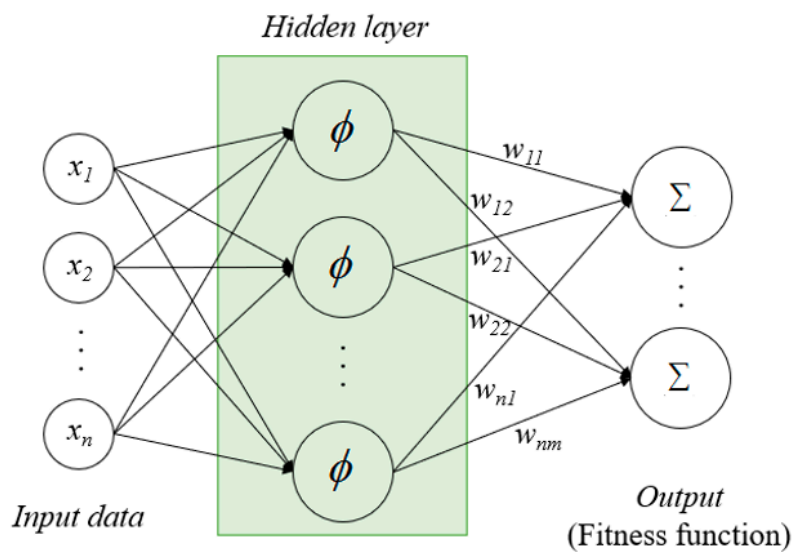 Hidden layer
x1
x2
xn
Input data
ϕ
ϕ
ϕ
w11
w12
w21
w22
wn1
wnm
Σ
Σ
Output
(Fitness function)